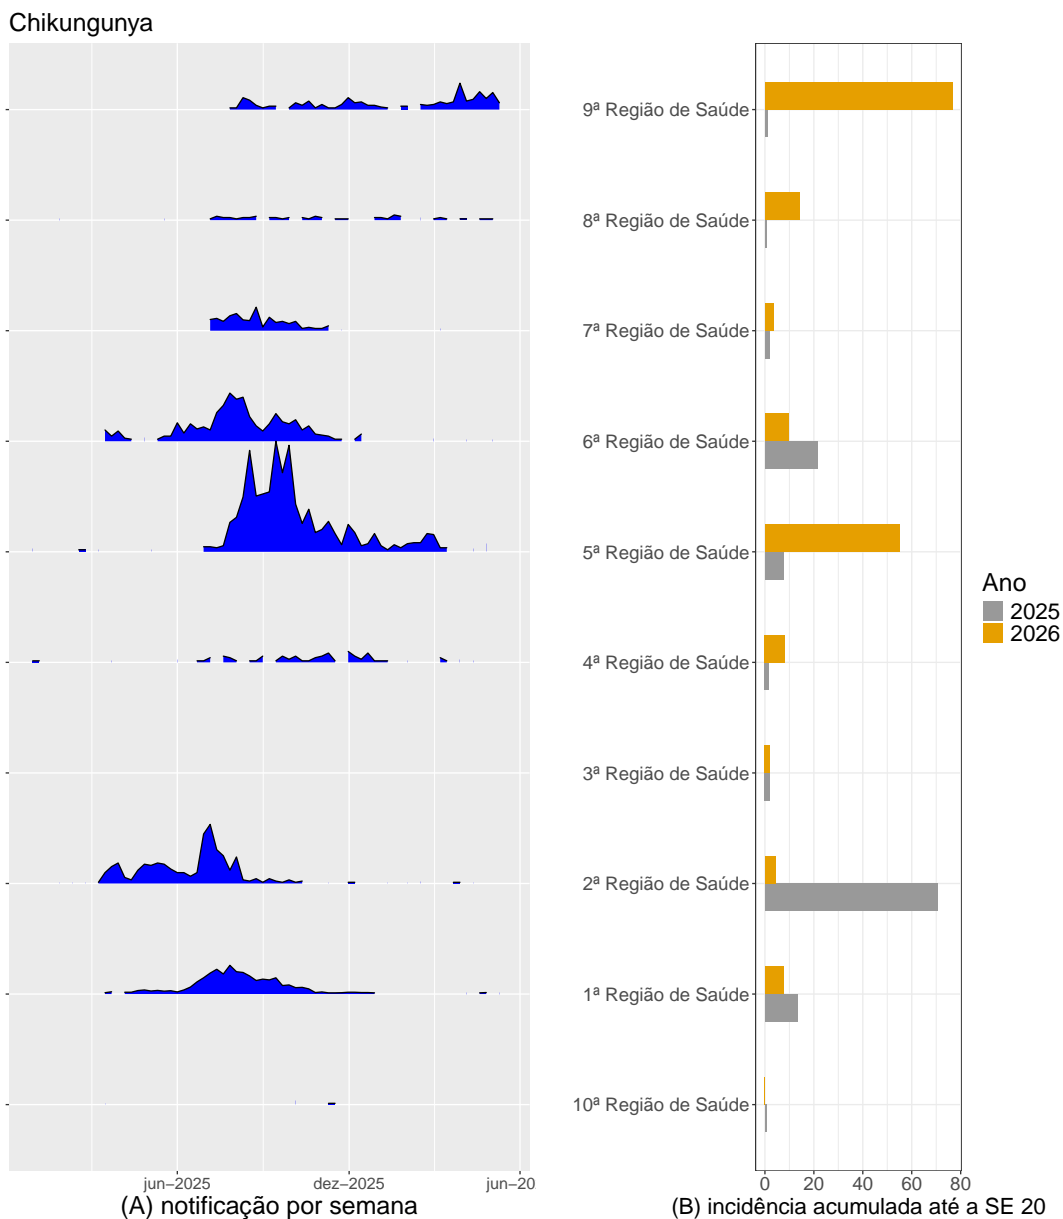 Chikungunya
9ª Região de Saúde
8ª Região de Saúde
7ª Região de Saúde
6ª Região de Saúde
5ª Região de Saúde
4ª Região de Saúde
3ª Região de Saúde
2ª Região de Saúde
1ª Região de Saúde
10ª Região de Saúde
jun–2025 dez–2025 jun–20
(A) notificação por semana
0 20 40 60 80
(B) incidência acumulada até a SE 20
Ano
2025
2026